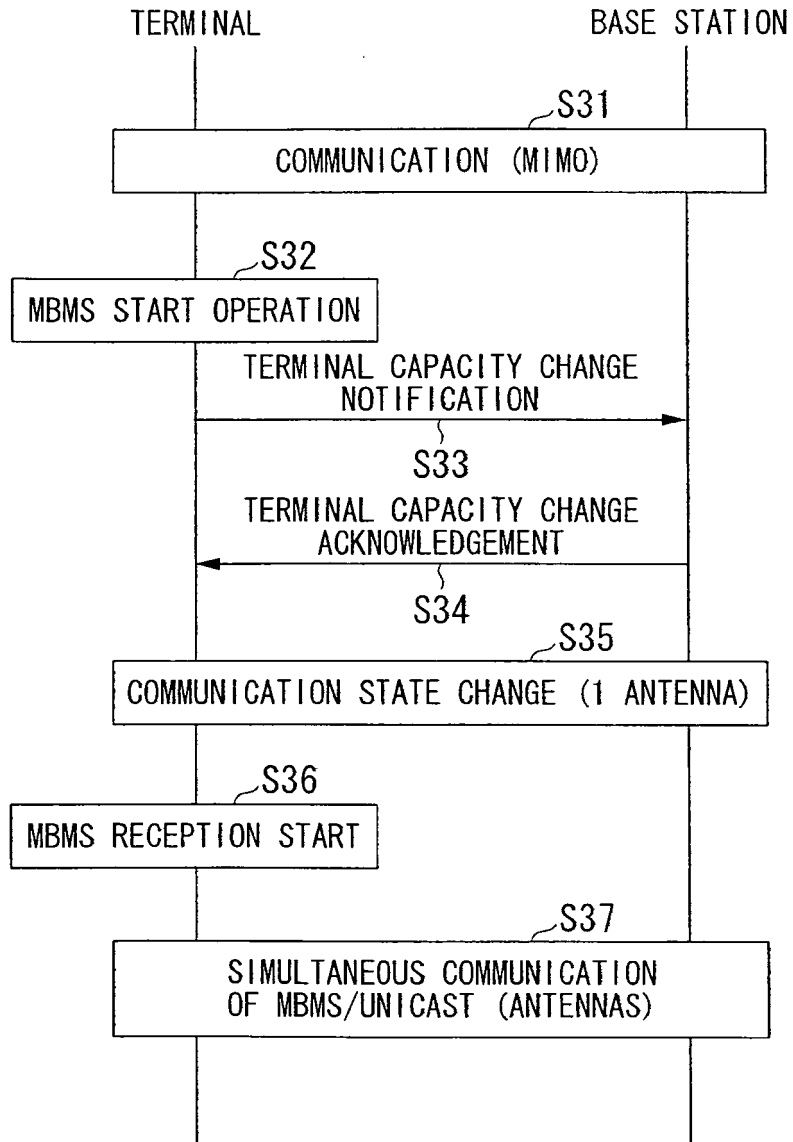 TERMINAL
BASE STATION
S31
COMMUNICATION (MIMO)
S32
MBMS START OPERATION
TERMINAL CAPACITY CHANGE
NOTIFICATION
S33
TERMINAL CAPACITY CHANGE
ACKNOWLEDGEMENT
S34
S35
COMMUNICATION STATE CHANGE (1 ANTENNA)
S36
MBMS RECEPTION START
S37
SIMULTANEOUS COMMUNICATION
OF MBMS/UNICAST (ANTENNAS)